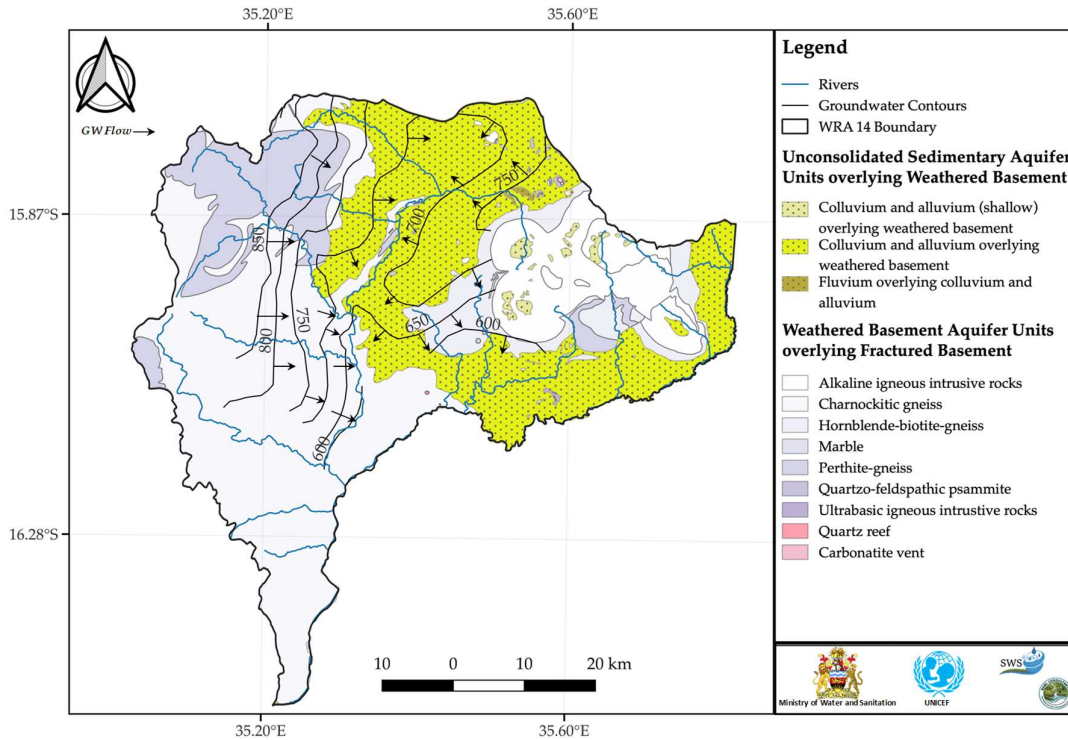 35.20°E
35.60°E
GW Flow
15.87°S
16.28°S
850
800
750
600
700
750
650
600
10 0 10 20 km
35.20°E
35.60°E
Legend
Rivers
Groundwater Contours
WRA 14 Boundary
Unconsolidated Sedimentary Aquifer
Units overlying Weathered Basement
Colluvium and alluvium (shallow)
overlying weathered basement
Colluvium and alluvium overlying
weathered basement
Fluvium overlying colluvium and
alluvium
Weathered Basement Aquifer Units
overlying Fractured Basement
Alkaline igneous intrusive rocks
Charnockitic gneiss
Hornblende-biotite-gneiss
Marble
Perthite-gneiss
Quartzo-feldspathic psammite
Ultrabasic igneous intrustive rocks
Quartz reef
Carbonatite vent
Ministry of Water and Sanitation
UNICEF
SWS